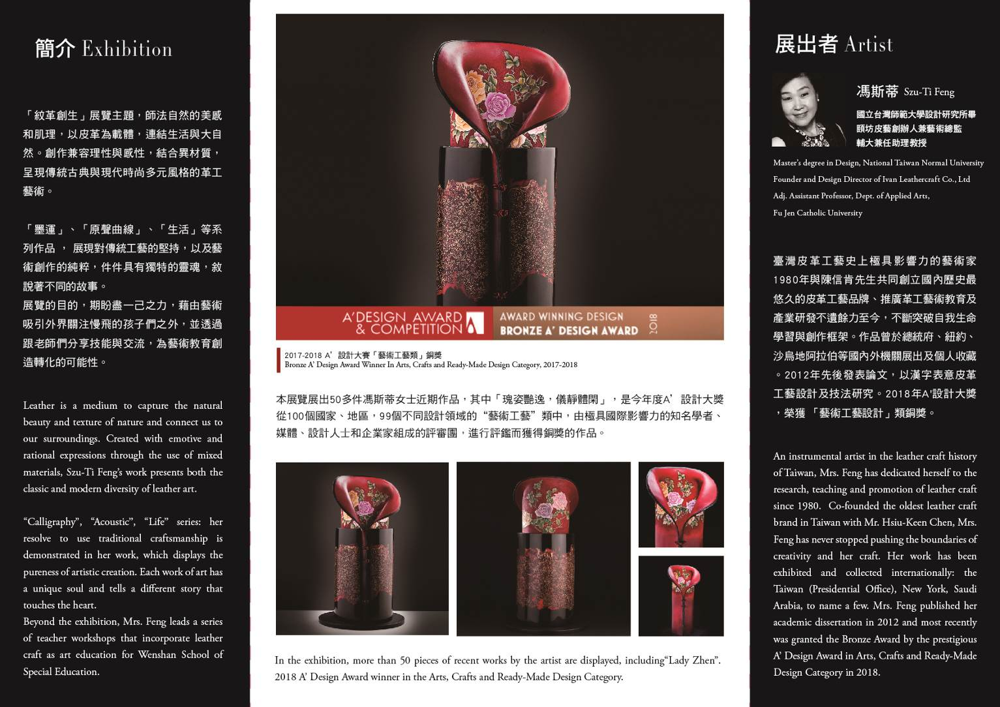 簡介 Exhibition
「紋革創生」展覽主題，師法自然的美感
和肌理，以皮革為載體，連結生活與大自
然。創作兼容理性與感性，結合異材質，
呈現傳統古典與現代時尚多元風格的革工
藝術。
「墨運」、「原聲曲線」、「生活」等系
列作品 ， 展現對傳統工藝的堅持，以及藝
術創作的純粹，件件具有獨特的靈魂，敘
說著不同的故事。
展覽的目的，期盼盡一己之力，藉由藝術
吸引外界關注慢飛的孩子們之外，並透過
跟老師們分享技能與交流，為藝術教育創
造轉化的可能性。
Leather is a medium to capture the natural
beauty and texture of nature and connect us to
our surroundings. Created with emotive and
rational expressions through the use of mixed
materials, Szu-Ti Feng's work presents both the
classic and modern diversity of leather art.
“Calligraphy”, “Acoustic”, “Life” series: her
resolve to use traditional craftsmanship is
demonstrated in her work, which displays the
pureness of artistic creation. Each work of art has
a unique soul and tells a different story that
touches the heart.
Beyond the exhibition, Mrs. Feng leads a series
of teacher workshops that incorporate leather
craft as art education for Wenshan School of
Special Education.
A'DESIGN AWARD
& COMPETITION
AWARD WINNING DESIGN
BRONZE A' DESIGN AWARD
2018
2017-2018 A’設計大賽「藝術工藝類」銅獎
Bronze A' Design Award Winner In Arts, Crafts and Ready-Made Design Category, 2017-2018
本展覽展出50多件馮斯蒂女士近期作品，其中「瑰姿艷逸，儀靜體閑」，是今年度A’設計大獎
從100個國家、地區，99個不同設計領域的“藝術工藝”類中，由極具國際影響力的知名學者、
媒體、設計人士和企業家組成的評審團，進行評鑑而獲得銅獎的作品。
In the exhibition, more than 50 pieces of recent works by the artist are displayed, including“Lady Zhen”.
2018 A' Design Award winner in the Arts, Crafts and Ready-Made Design Category.
展出者 Artist
馮斯蒂 Szu-Ti Feng
國立台灣師範大學設計研究所畢
頤坊皮藝創辦人兼藝術總監
輔大兼任助理教授
Master's degree in Design, National Taiwan Normal University
Founder and Design Director of Ivan Leathercraft Co., Ltd
Adj. Assistant Professor, Dept. of Applied Arts,
Fu Jen Catholic University
臺灣皮革工藝史上極具影響力的藝術家
1980年與陳信肯先生共同創立國內歷史最
悠久的皮革工藝品牌、推廣革工藝術教育及
產業研發不遺餘力至今，不斷突破自我生命
學習與創作框架。作品曾於總統府、紐約、
沙烏地阿拉伯等國內外機關展出及個人收藏
。2012年先後發表論文，以漢字表意皮革
工藝設計及技法研究。2018年A'設計大獎
，榮獲 「藝術工藝設計」類銅獎。
An instrumental artist in the leather craft history
of Taiwan, Mrs. Feng has dedicated herself to the
research, teaching and promotion of leather craft
since 1980. Co-founded the oldest leather craft
brand in Taiwan with Mr. Hsiu-Keen Chen, Mrs.
Feng has never stopped pushing the boundaries of
creativity and her craft. Her work has been
exhibited and collected internationally: the
Taiwan (Presidential Office), New York, Saudi
Arabia, to name a few. Mrs. Feng published her
academic dissertation in 2012 and most recently
was granted the Bronze Award by the prestigious
A' Design Award in Arts, Crafts and Ready-Made
Design Category in 2018.